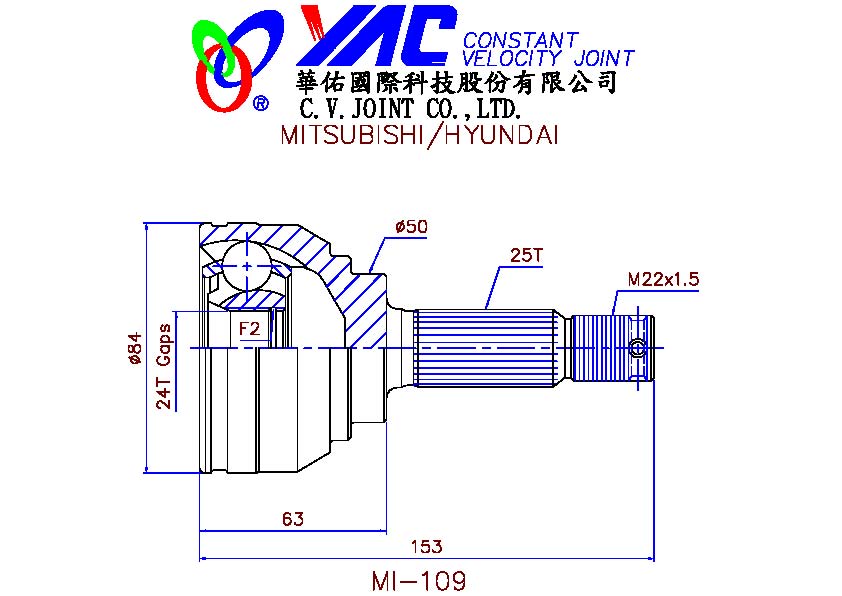 YAC CONSTANT
VELOCITY JOINT
華佑國際科技股份有限公司
®
C.V.JOINT CO.,LTD.
MITSUBISHI/HYUNDAI
ø50
25T
M22x1.5
F2
ø84
24T Gaps
63
153
MI-109